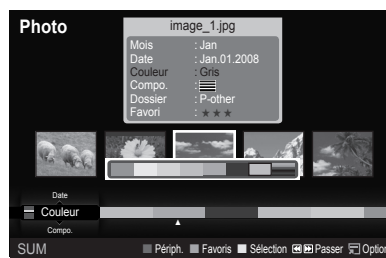 Photo
image_1.jpg
Mois : Jan
Date : Jan.01.2008
Couleur : Gris
Compo. :
Dossier : P-other
Favori : ★ ★ ★
Date
Couleur
Compo.
SUM
Périph. Favoris Sélection Passer Option